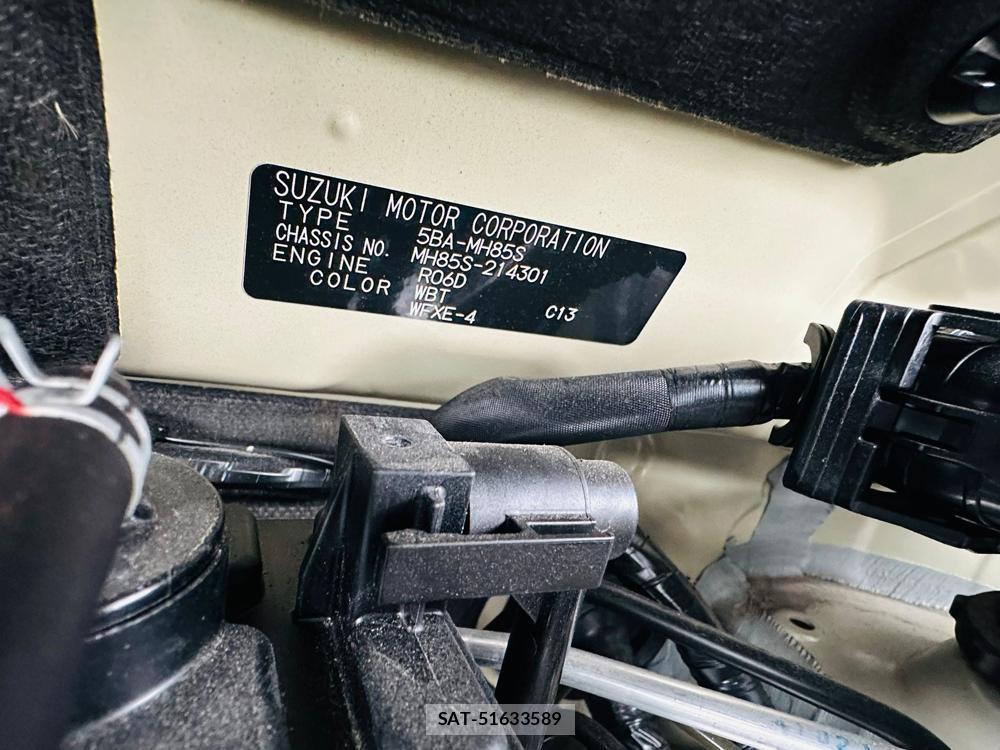 SUZUKI MOTOR CORPORATION
TYPE 5BA-MH85S
CHASSIS NO. MH85S-214301
ENGINE R06D
COLOR WBT
WFXE-4 C13
SAT-51633589